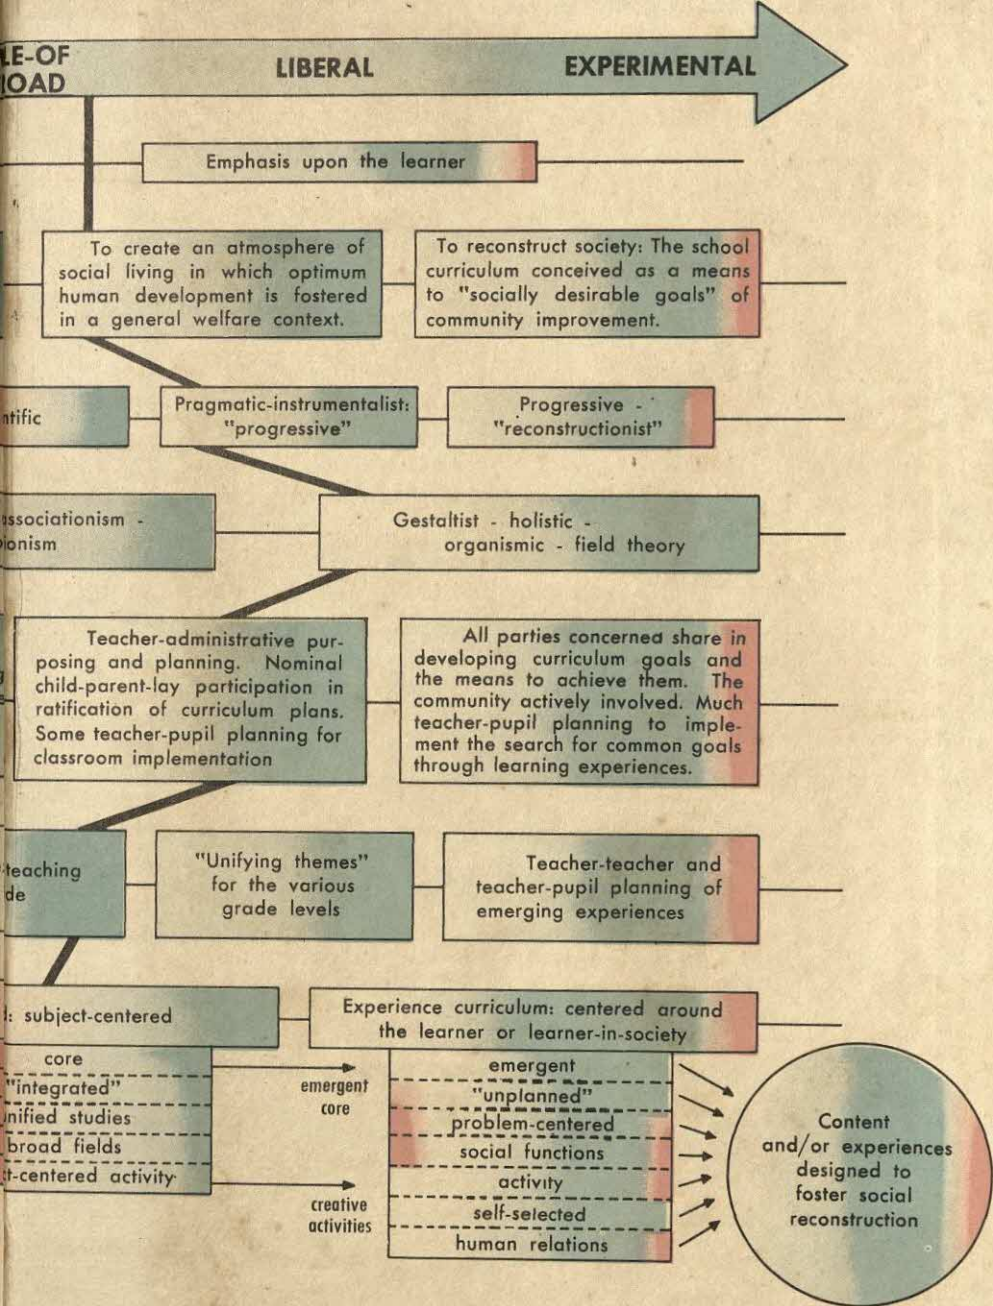 LE-OF
OAD
LIBERAL
EXPERIMENTAL
Emphasis upon the learner
To create an atmosphere of
social living in which optimum
human development is fostered
in a general welfare context.
To reconstruct society: The school
curriculum conceived as a means
to "socially desirable goals" of
community improvement.
ntific
Pragmatic-instrumentalist:
"progressive"
Progressive -
"reconstructionist"
ssociationism -
ionism
Gestaltist - holistic -
organismic - field theory
Teacher-administrative pur-
posing and planning. Nominal
child-parent-lay participation in
ratification of curriculum plans.
Some teacher-pupil planning for
classroom implementation
All parties concerned share in
developing curriculum goals and
the means to achieve them. The
community actively involved. Much
teacher-pupil planning to imple-
ment the search for common goals
through learning experiences.
-teaching
de
"Unifying themes"
for the various
grade levels
Teacher-teacher and
teacher-pupil planning of
emerging experiences
: subject-centered
core
"integrated"
nified studies
broad fields
t-centered activity
emergent
core
creative
activities
Experience curriculum: centered around
the learner or learner-in-society
emergent
"unplanned"
problem-centered
social functions
activity
self-selected
human relations
Content
and/or experiences
designed to
foster social
reconstruction